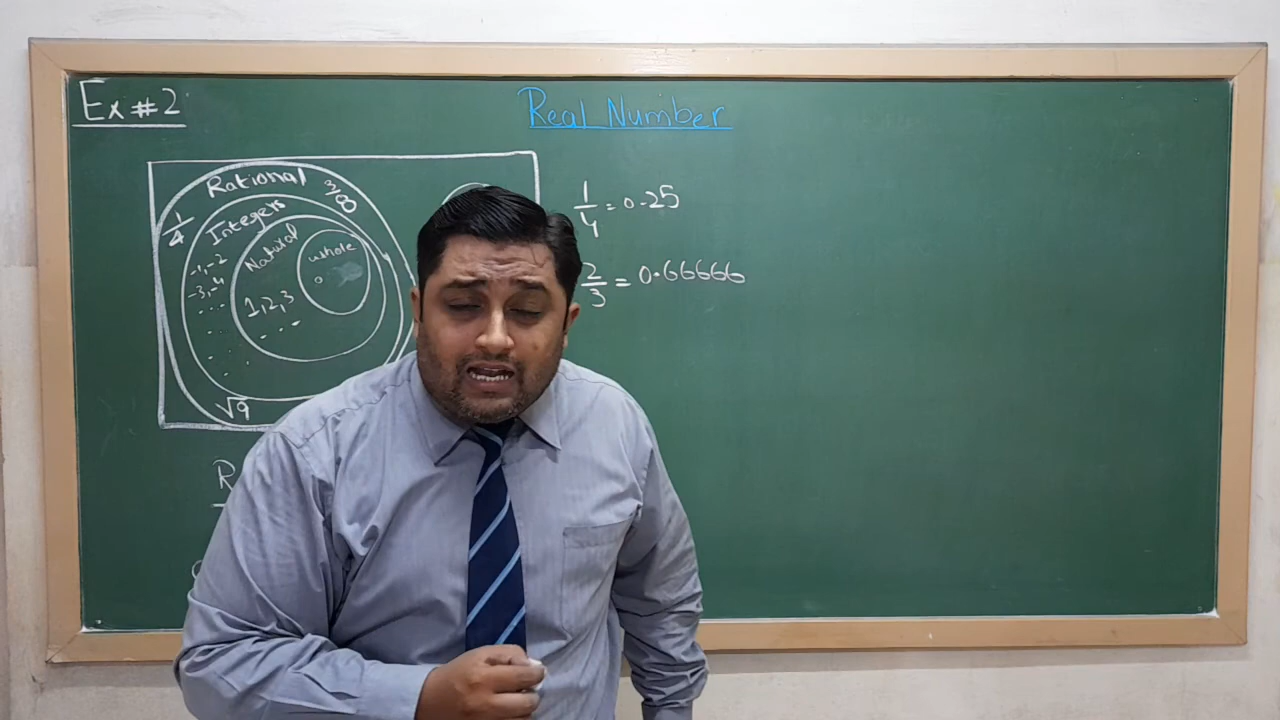 Ex # 2
Real Number
Rational
3/8
1/4
Integers
Natural
whole
0
-1, -2
-3, -4
...
1, 2, 3
...
√9
R
1/4 = 0.25
2/3 = 0.66666